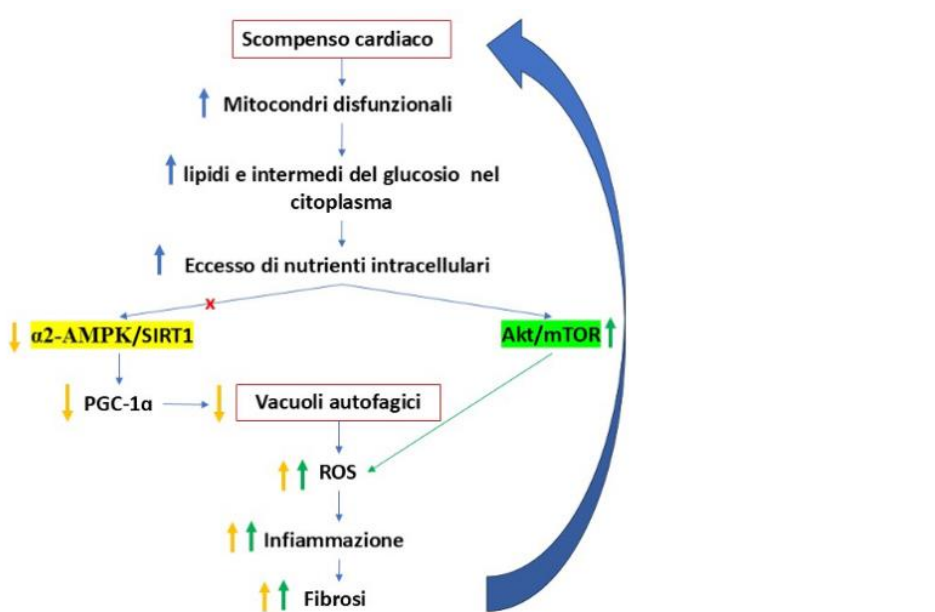 Scompenso cardiaco
Mitocondri disfunzionali
lipidi e intermedi del glucosio nel
citoplasma
Eccesso di nutrienti intracellulari
x
α2-AMPK/SIRT1
Akt/mTOR
PGC-1α
Vacuoli autofagici
ROS
Infiammazione
Fibrosi